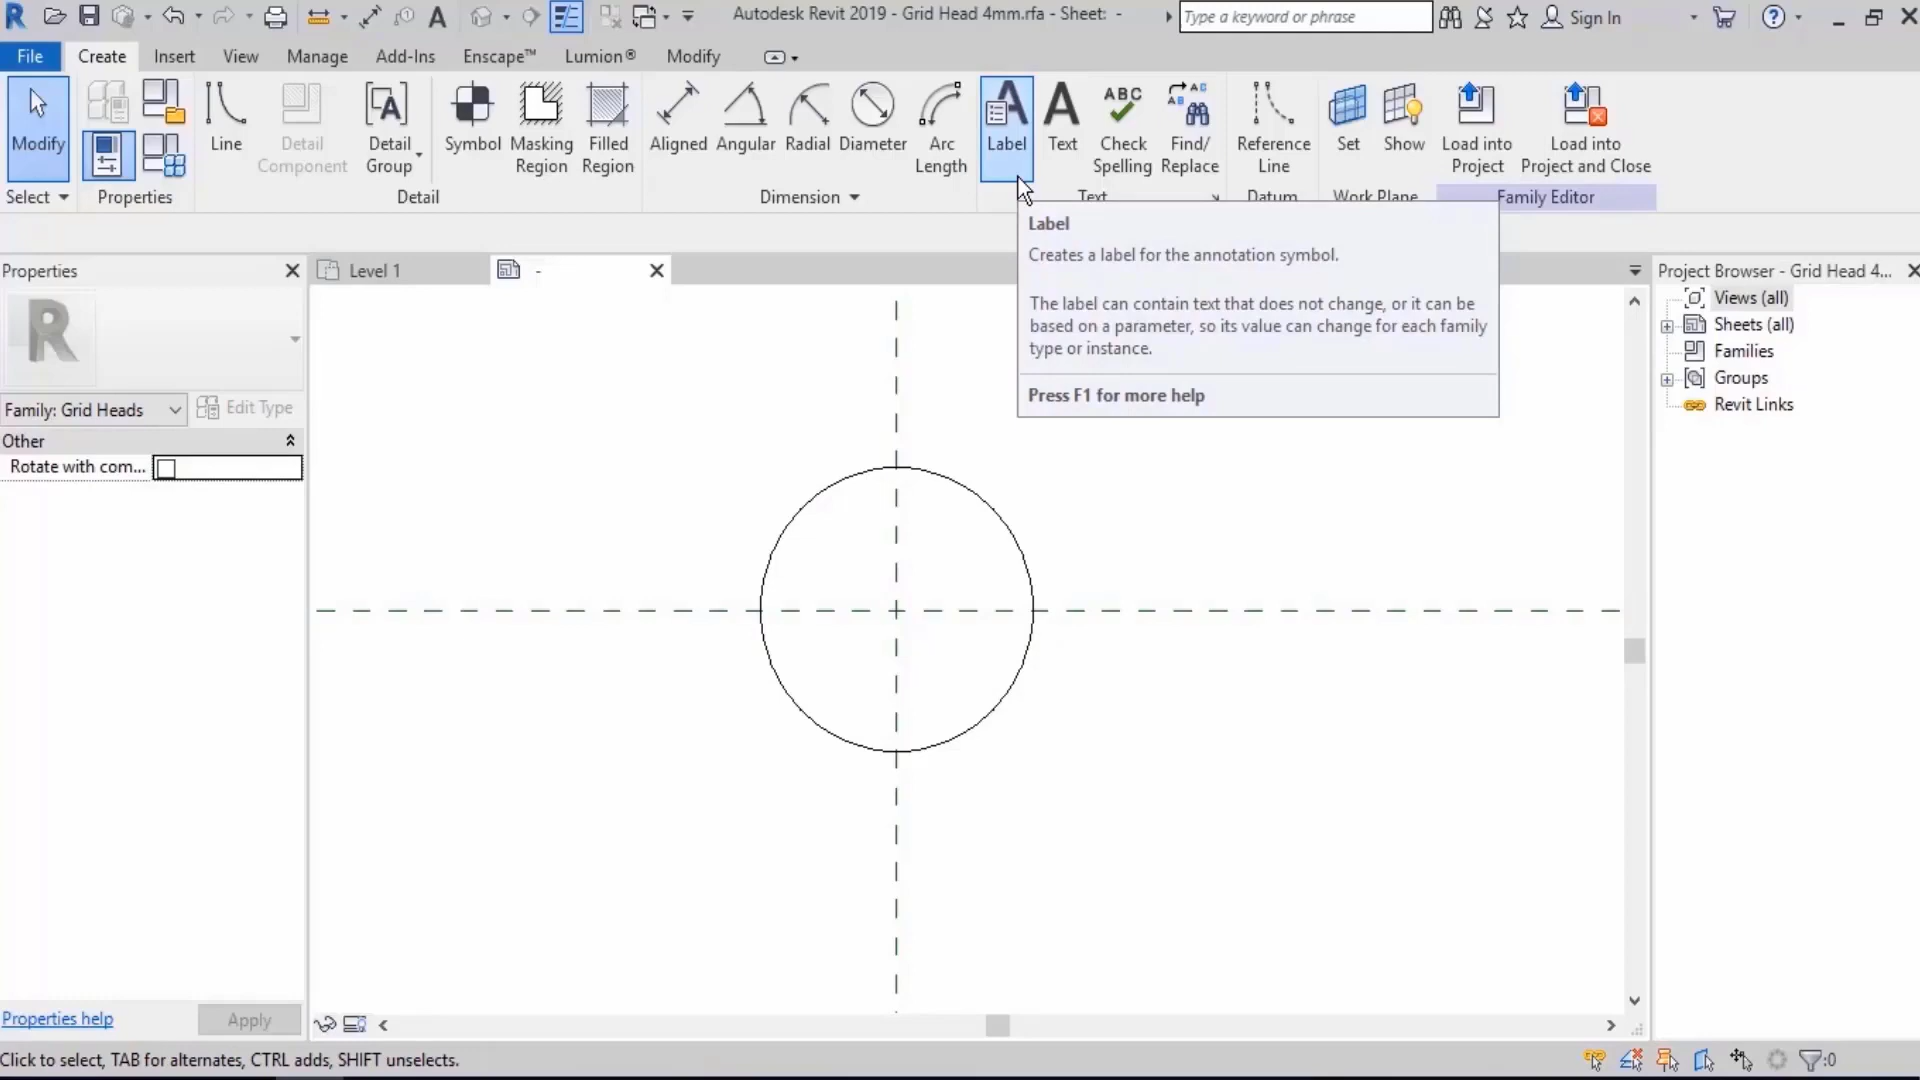 Autodesk Revit 2019 - Grid Head 4mm.rfa - Sheet: -
Type a keyword or phrase
Sign In
File Create Insert View Manage Add-Ins Enscape™ Lumion® Modify
Modify
Line
Detail Component
Detail Group
Symbol
Masking Region
Filled Region
Aligned
Angular
Radial
Diameter
Arc Length
Label
Text
ABC
Check Spelling
Find/ Replace
Reference Line
Set
Show
Load into Project
Load into Project and Close
Select
Properties
Detail
Dimension
Text
Datum
Work Plane
Family Editor
Label
Creates a label for the annotation symbol.
The label can contain text that does not change, or it can be
based on a parameter, so its value can change for each family
type or instance.
Press F1 for more help
Properties
Level 1
-
Project Browser - Grid Head 4...
Views (all)
Sheets (all)
Families
Groups
Revit Links
R
Family: Grid Heads
Edit Type
Other
Rotate with com...
Properties help
Apply
Click to select, TAB for alternates, CTRL adds, SHIFT unselects.
:0